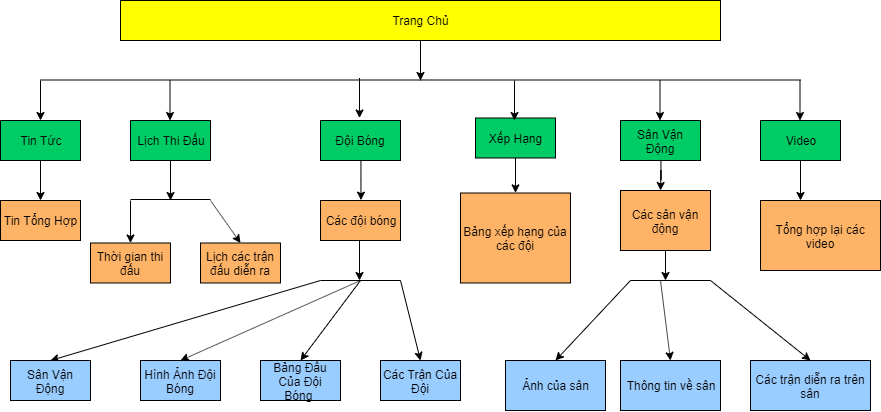 Trang Chủ
Tin Tức
Lịch Thi Đấu
Đội Bóng
Xếp Hạng
Sân Vận
Động
Video
Tin Tổng Hợp
Thời gian thi
đấu
Lịch các trận
đấu diễn ra
Các đội bóng
Bảng xếp hạng của
các đội
Các sân vận
động
Tổng hợp lại các
video
Sân Vận
Động
Hình Ảnh Đội
Bóng
Bảng Đấu
Của Đội
Bóng
Các Trận Của
Đội
Ảnh của sân
Thông tin về sân
Các trận diễn ra trên
sân